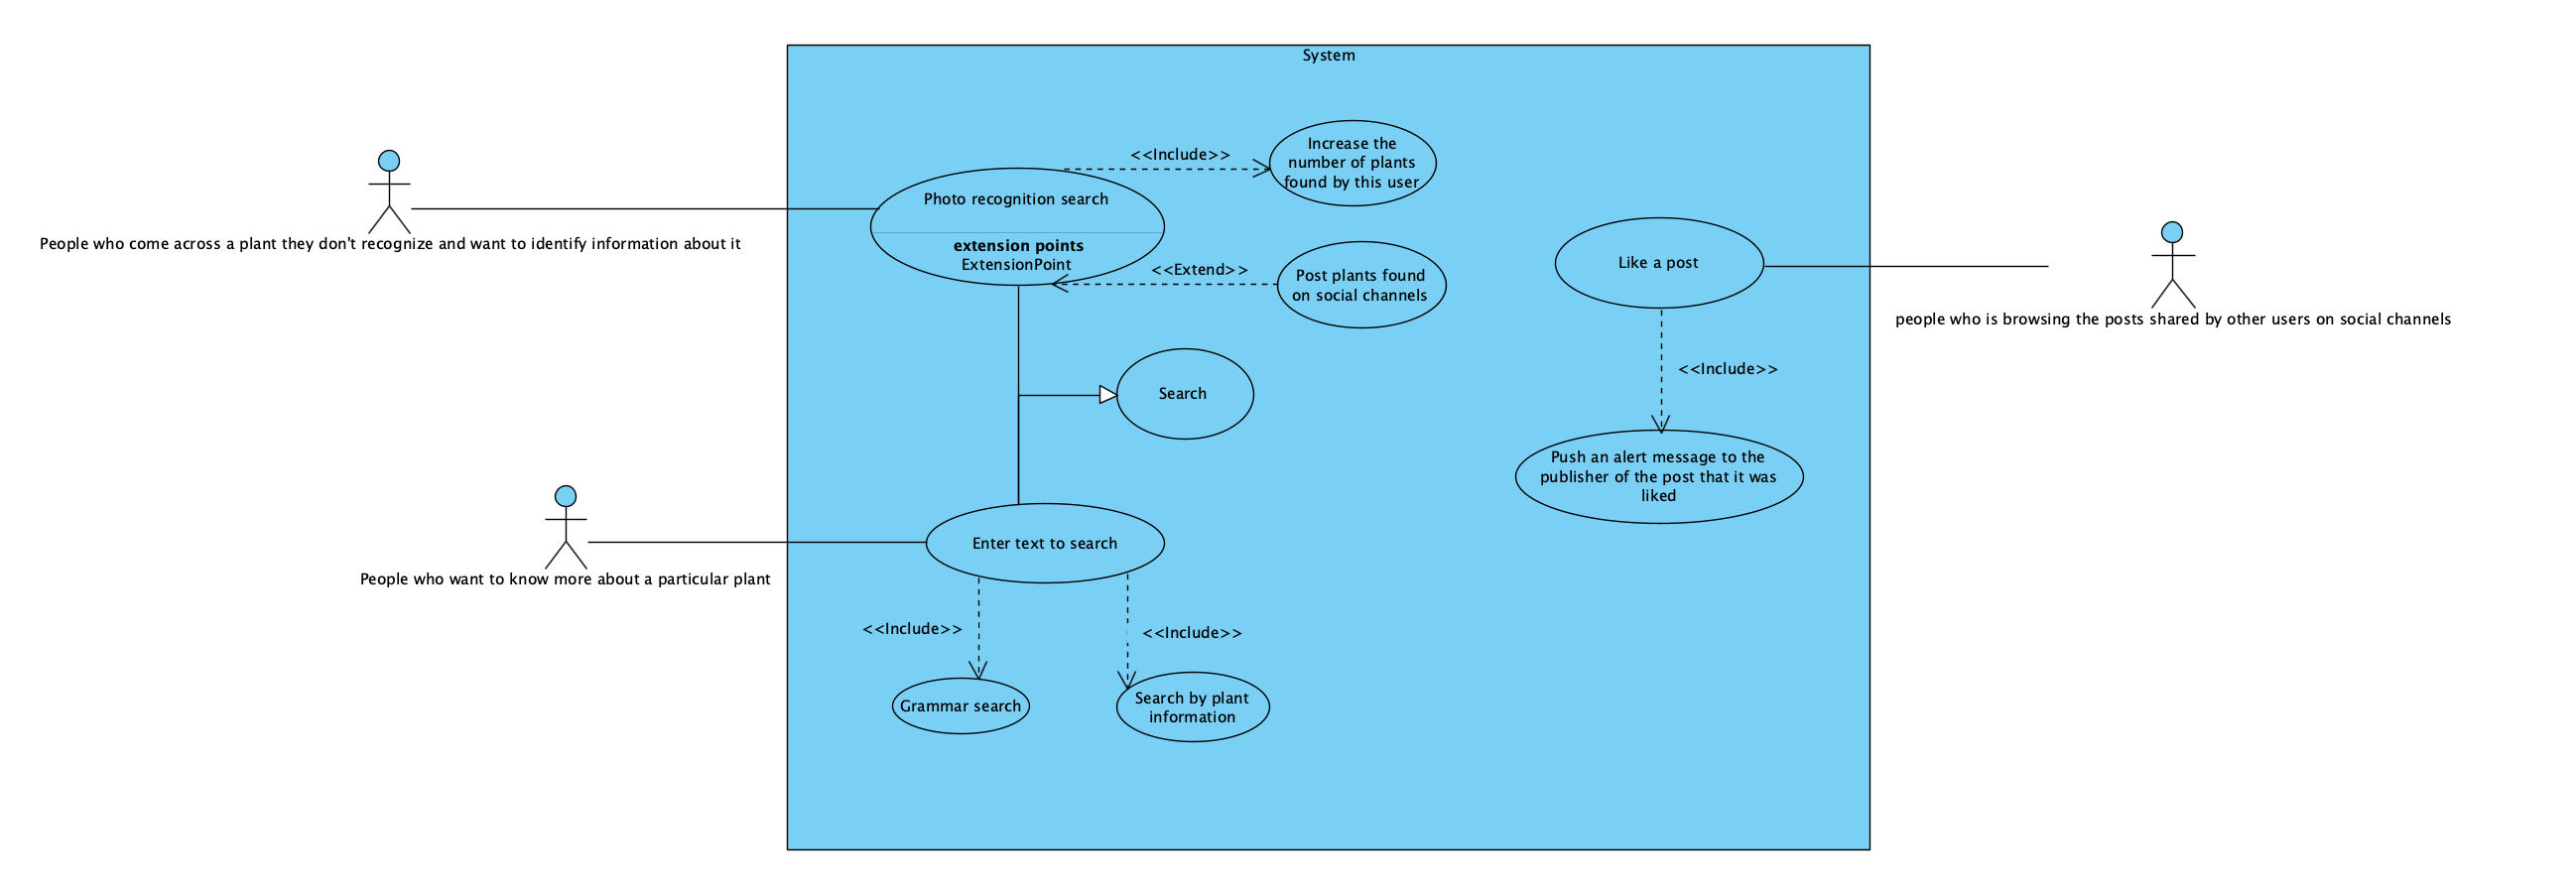 System
<<Include>>
Increase the
number of plants
found by this user
Photo recognition search
extension points
ExtensionPoint
<<Extend>>
Post plants found
on social channels
People who come across a plant they don't recognize and want to identify information about it
Like a post
people who is browsing the posts shared by other users on social channels
<<Include>>
Search
Push an alert message to the
publisher of the post that it was
liked
Enter text to search
People who want to know more about a particular plant
<<Include>>
<<Include>>
Grammar search
Search by plant
information